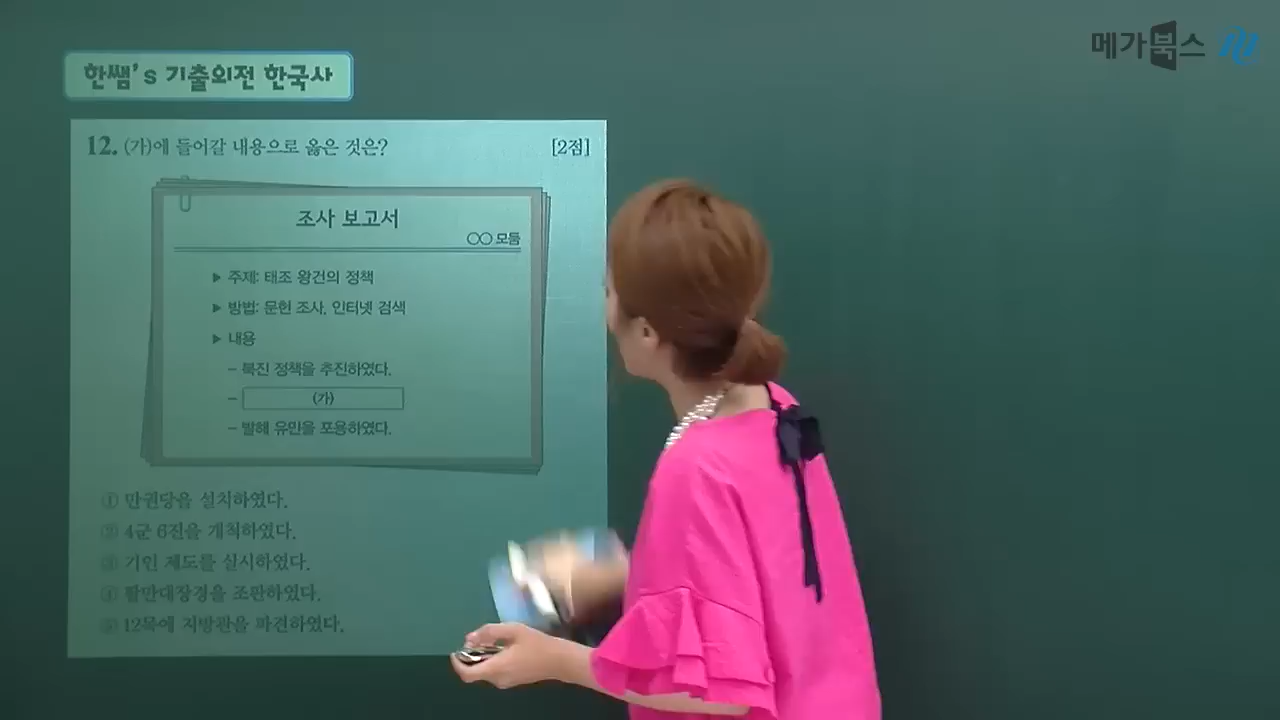 메가북스
한쌤's 기출외전 한국사
12. (가)에 들어갈 내용으로 옳은 것은? [2점]
조사 보고서
○○ 모둠
▶ 주제: 태조 왕건의 정책
▶ 방법: 문헌 조사, 인터넷 검색
▶ 내용
– 북진 정책을 추진하였다.
– (가)
– 발해 유민을 포용하였다.
① 만권당을 설치하였다.
② 4군 6진을 개척하였다.
③ 기인 제도를 실시하였다.
④ 팔만대장경을 조판하였다.
⑤ 12목에 지방관을 파견하였다.